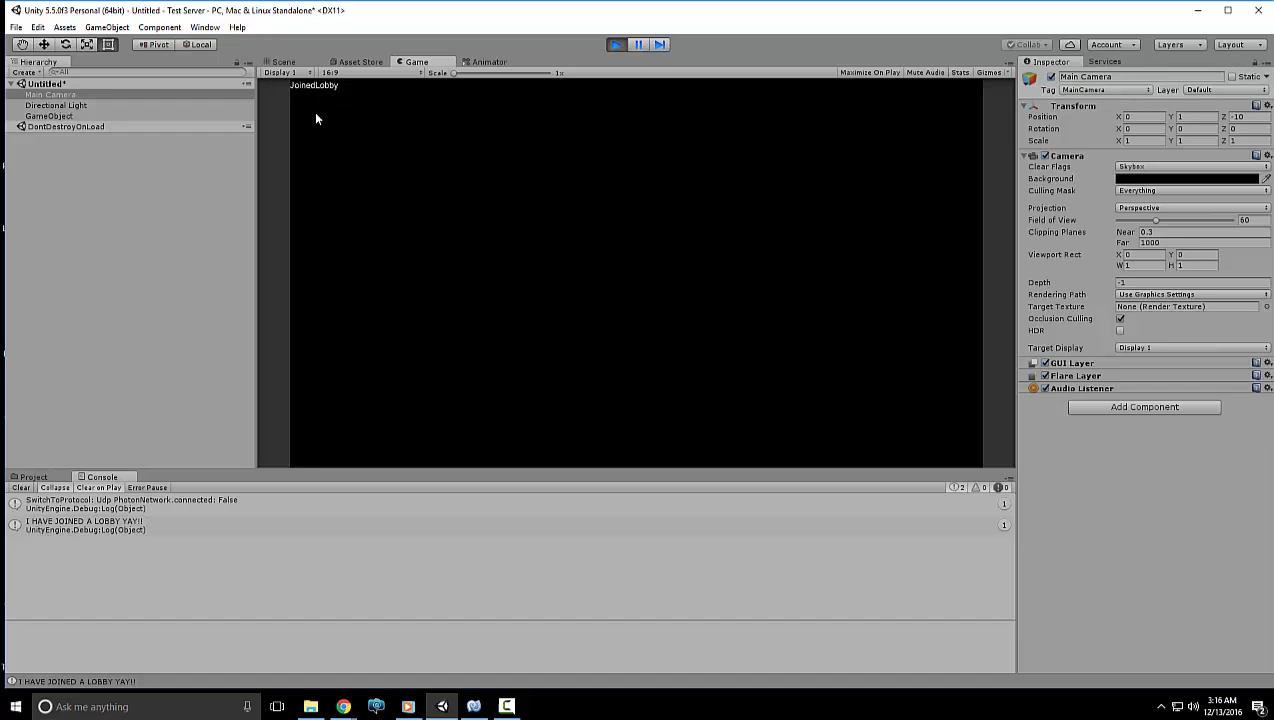 Unity 5.5.0f3 Personal (64bit) - Untitled - Test Server - PC, Mac & Linux Standalone* <DX11>
File Edit Assets GameObject Component Window Help
Pivot Local Collab Account Layers Layout
Hierarchy Scene Asset Store Game Animator Inspector Services
Create All Display 1 16:9 Scale 1x Maximize On Play Mute Audio Stats Gizmos Main Camera Static
Untitled*
JoinedLobby
Tag MainCamera Layer Default
Main Camera
Directional Light
GameObject
DontDestroyOnLoad
Transform
Position X 0 Y 1 Z -10
Rotation X 0 Y 0 Z 0
Scale X 1 Y 1 Z 1
Camera
Clear Flags Skybox
Background
Culling Mask Everything
Projection Perspective
Field of View 60
Clipping Planes Near 0.3
Far 1000
Viewport Rect X 0 Y 0
W 1 H 1
Depth -1
Rendering Path Use Graphics Settings
Target Texture None (Render Texture)
Occlusion Culling
HDR
Target Display Display 1
GUI Layer
Flare Layer
Audio Listener
Add Component
Project Console
Clear Collapse Clear on Play Error Pause 2 0 0
SwitchToProtocol: Udp PhotonNetwork.connected: False
UnityEngine.Debug:Log(Object)
1
I HAVE JOINED A LOBBY YAY!!
UnityEngine.Debug:Log(Object)
1
I HAVE JOINED A LOBBY YAY!!
Ask me anything
3:16 AM
12/13/2016
2